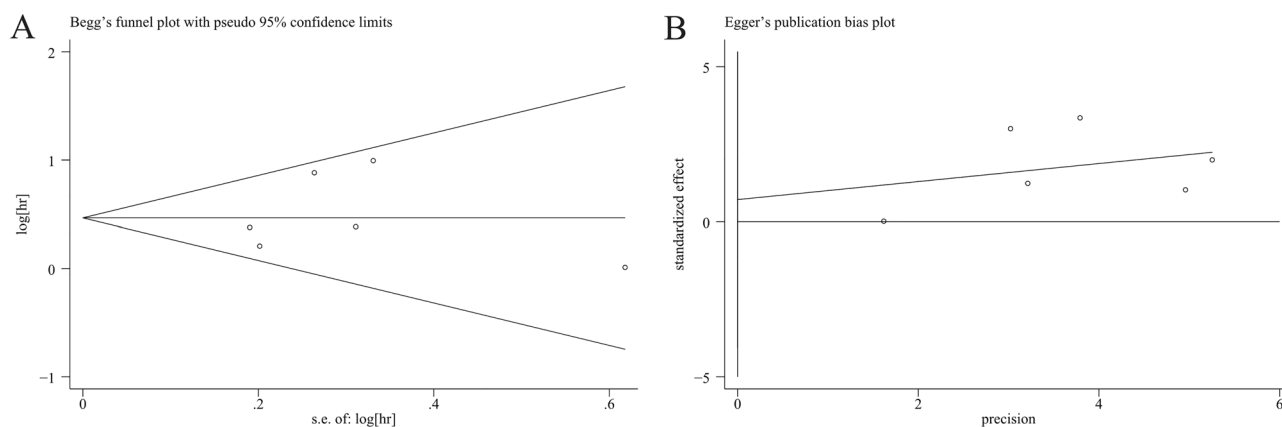 A
Begg's funnel plot with pseudo 95% confidence limits
log[hr]
2
1
0
−1
0 .2 .4 .6
s.e. of: log[hr]
B
Egger's publication bias plot
standardized effect
5
0
−5
0 2 4 6
precision